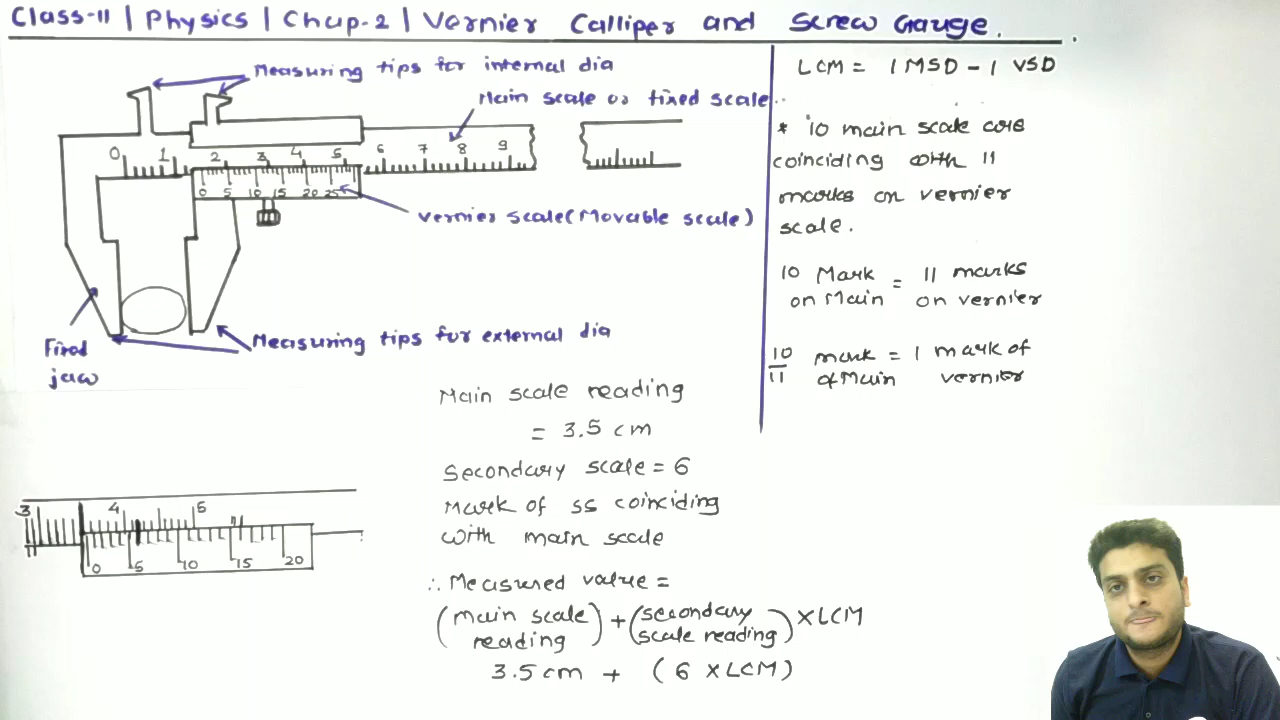 Class-11 | Physics | Chap-2 | Vernier Calliper and Screw Gauge.
Measuring tips for internal dia
Main scale or fixed scale
0 1 2 3 4 5 6 7 8 9
0 5 10 15 20 25
Vernier scale (Movable scale)
Measuring tips for external dia
Fixed
jaw
3 4 5
0 5 10 15 20
Main scale reading
= 3.5 cm
Secondary scale = 6
Mark of ss coinciding
with main scale
∴ Measured value =
(main scale reading) + (secondary scale reading) × LCM
3.5 cm + ( 6 × LCM )
LCM = 1 MSD - 1 VSD
* 10 main scale are
coinciding with 11
marks on vernier
scale.
10 Mark on Main = 11 marks on vernier
10/11 mark of Main = 1 mark of vernier